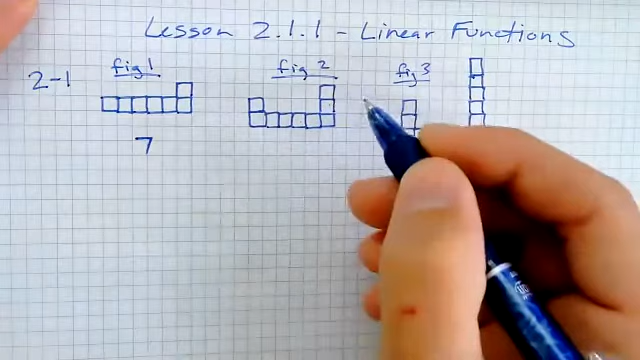 Lesson 2.1.1 - Linear Functions
2-1 fig 1 fig 2 fig 3
7